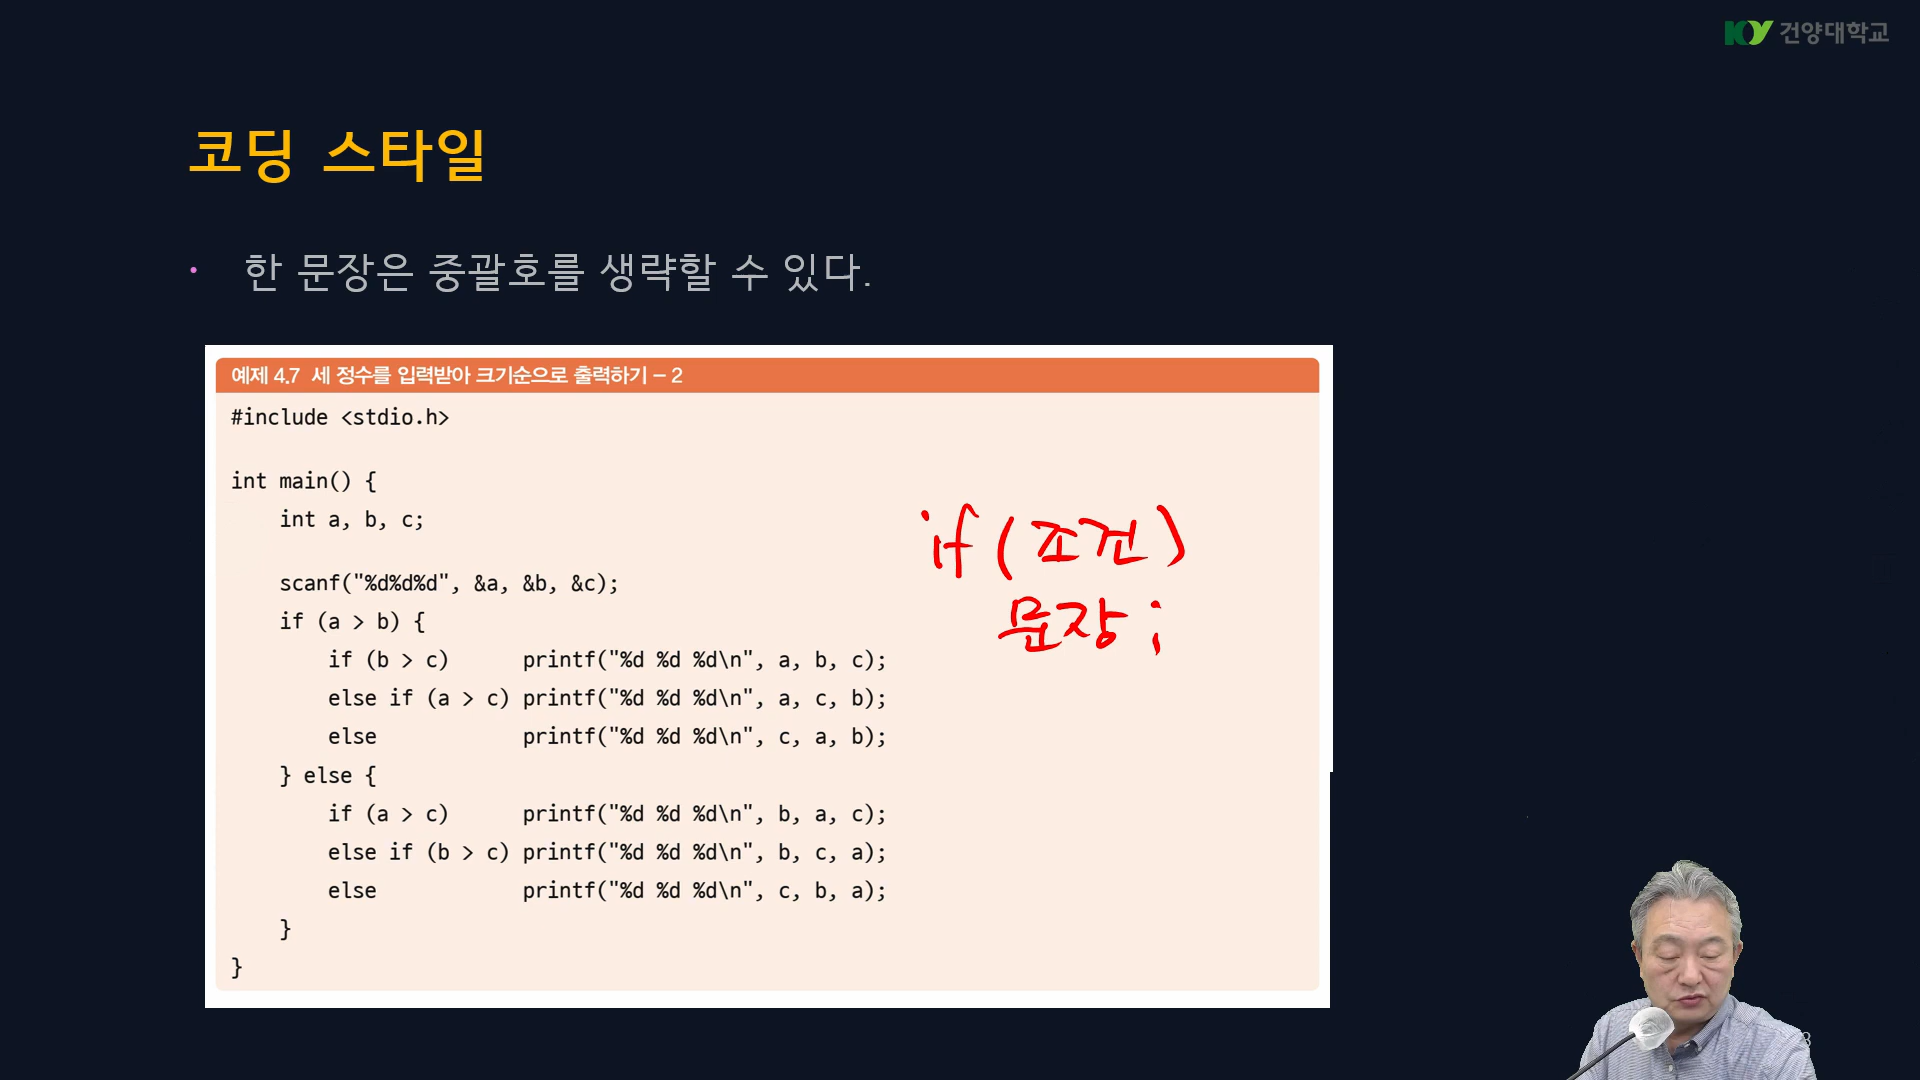 건양대학교
코딩 스타일
• 한 문장은 중괄호를 생략할 수 있다.
예제 4.7 세 정수를 입력받아 크기순으로 출력하기 – 2
#include <stdio.h>
int main() {
int a, b, c;
scanf("%d%d%d", &a, &b, &c);
if (a > b) {
if (b > c) printf("%d %d %d\n", a, b, c);
else if (a > c) printf("%d %d %d\n", a, c, b);
else printf("%d %d %d\n", c, a, b);
} else {
if (a > c) printf("%d %d %d\n", b, a, c);
else if (b > c) printf("%d %d %d\n", b, c, a);
else printf("%d %d %d\n", c, b, a);
}
}
if (조건)
문장;